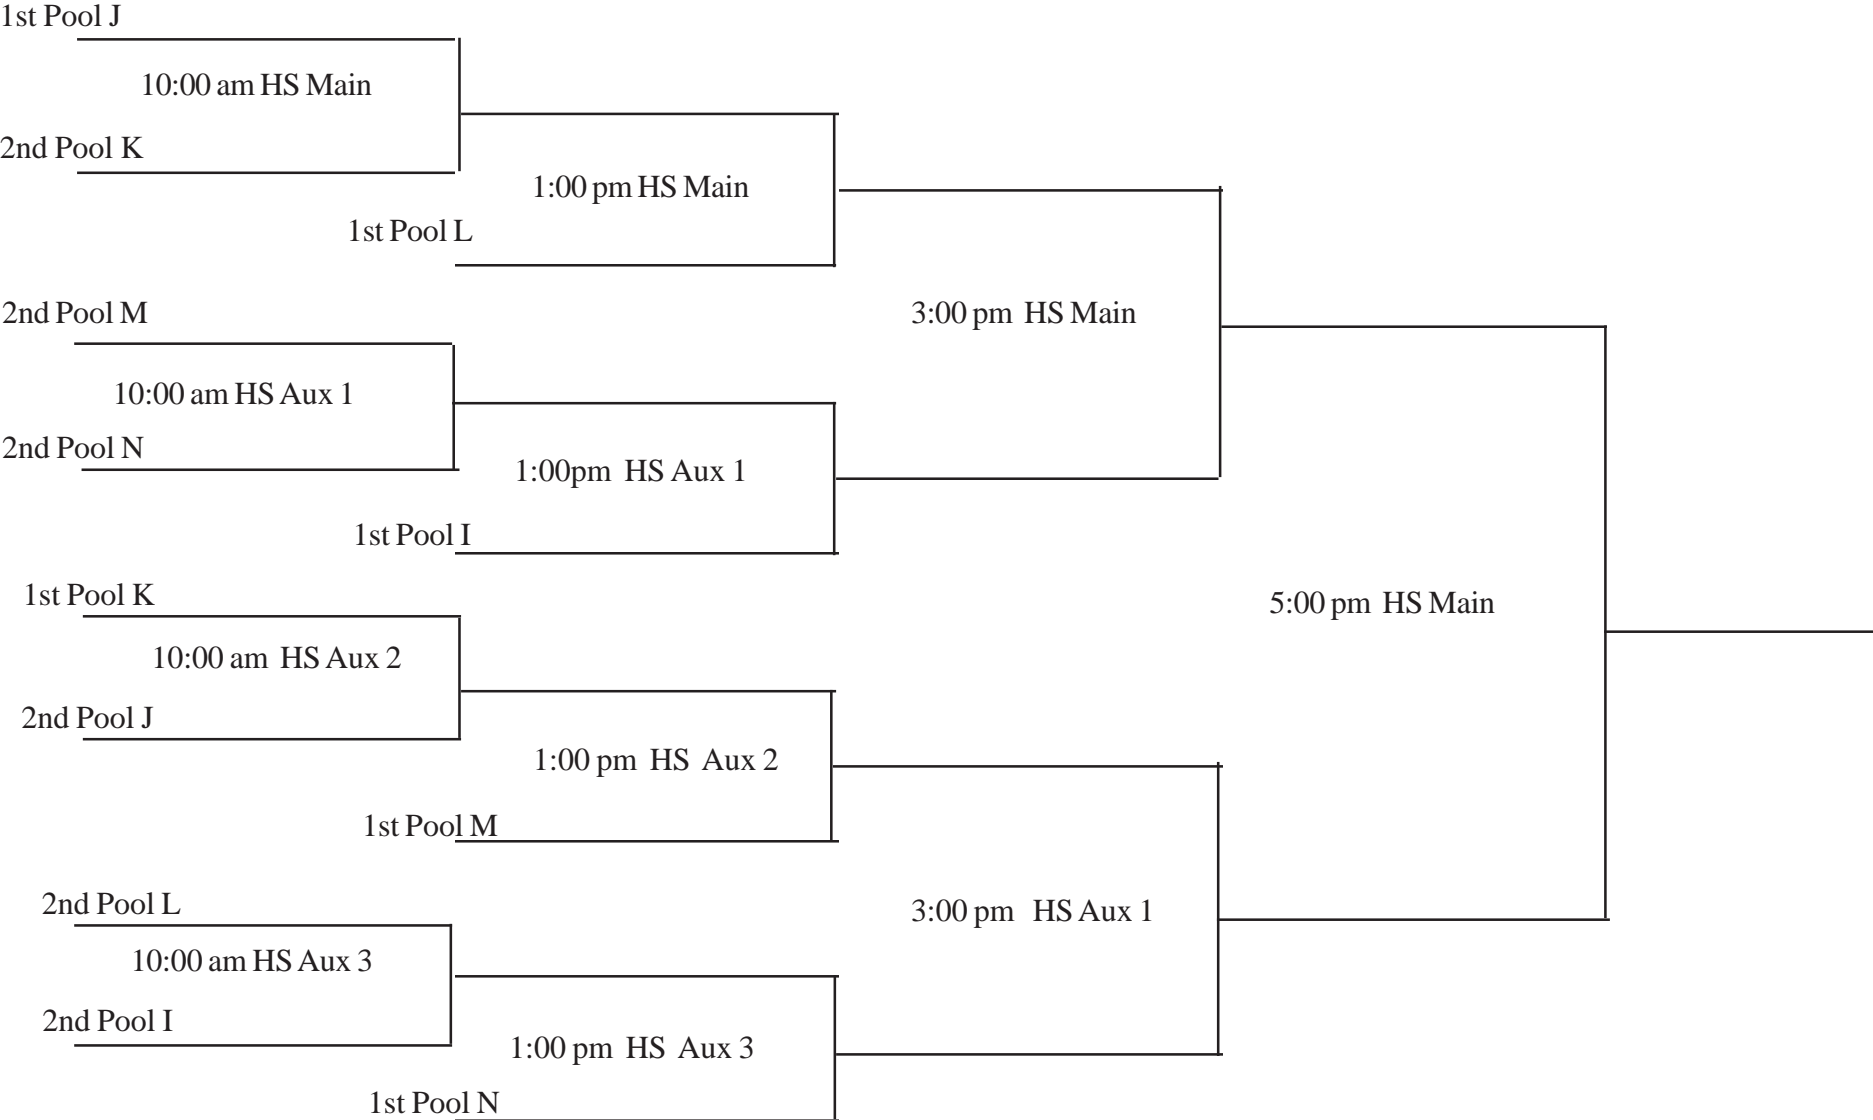 1st Pool J
10:00 am HS Main
2nd Pool K
1:00 pm HS Main
1st Pool L
2nd Pool M
3:00 pm HS Main
10:00 am HS Aux 1
2nd Pool N
1:00pm HS Aux 1
1st Pool I
1st Pool K
5:00 pm HS Main
10:00 am HS Aux 2
2nd Pool J
1:00 pm HS Aux 2
1st Pool M
2nd Pool L
3:00 pm HS Aux 1
10:00 am HS Aux 3
2nd Pool I
1:00 pm HS Aux 3
1st Pool N